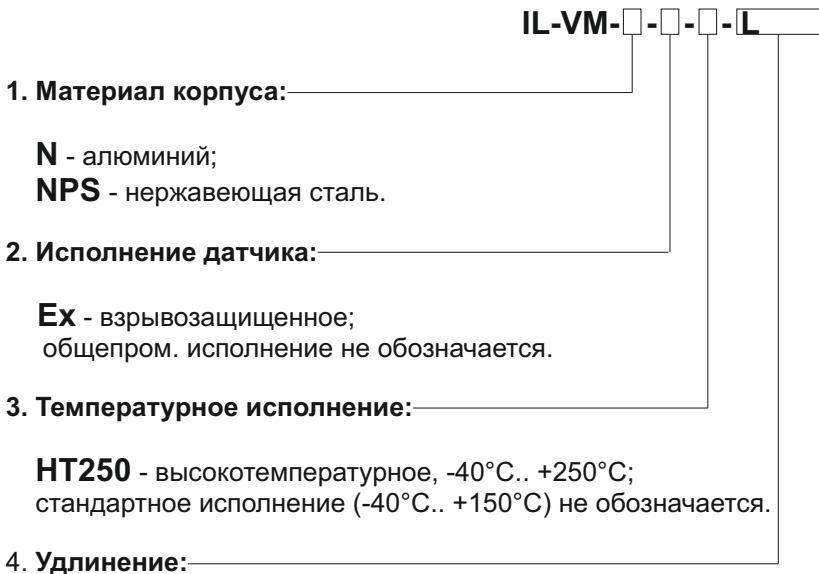 IL-VM-□-□-□-L
1. Материал корпуса:
N - алюминий;
NPS - нержавеющая сталь.
2. Исполнение датчика:
Ex - взрывозащищенное;
общепром. исполнение не обозначается.
3. Температурное исполнение:
HT250 - высокотемпературное, -40°C.. +250°C;
стандартное исполнение (-40°C.. +150°C) не обозначается.
4. Удлинение: